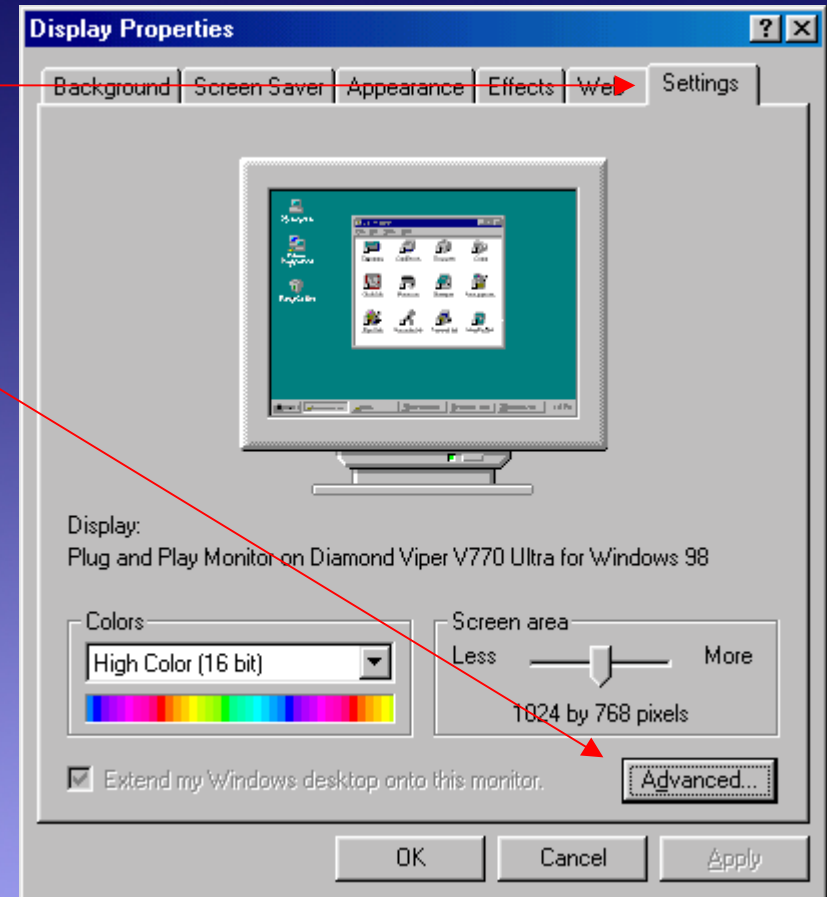 Display Properties
Background Screen Saver Appearance Effects Web Settings
Display:
Plug and Play Monitor on Diamond Viper V770 Ultra for Windows 98
Colors
High Color (16 bit)
Screen area
Less More
1024 by 768 pixels
Extend my Windows desktop onto this monitor.
Advanced...
OK Cancel Apply